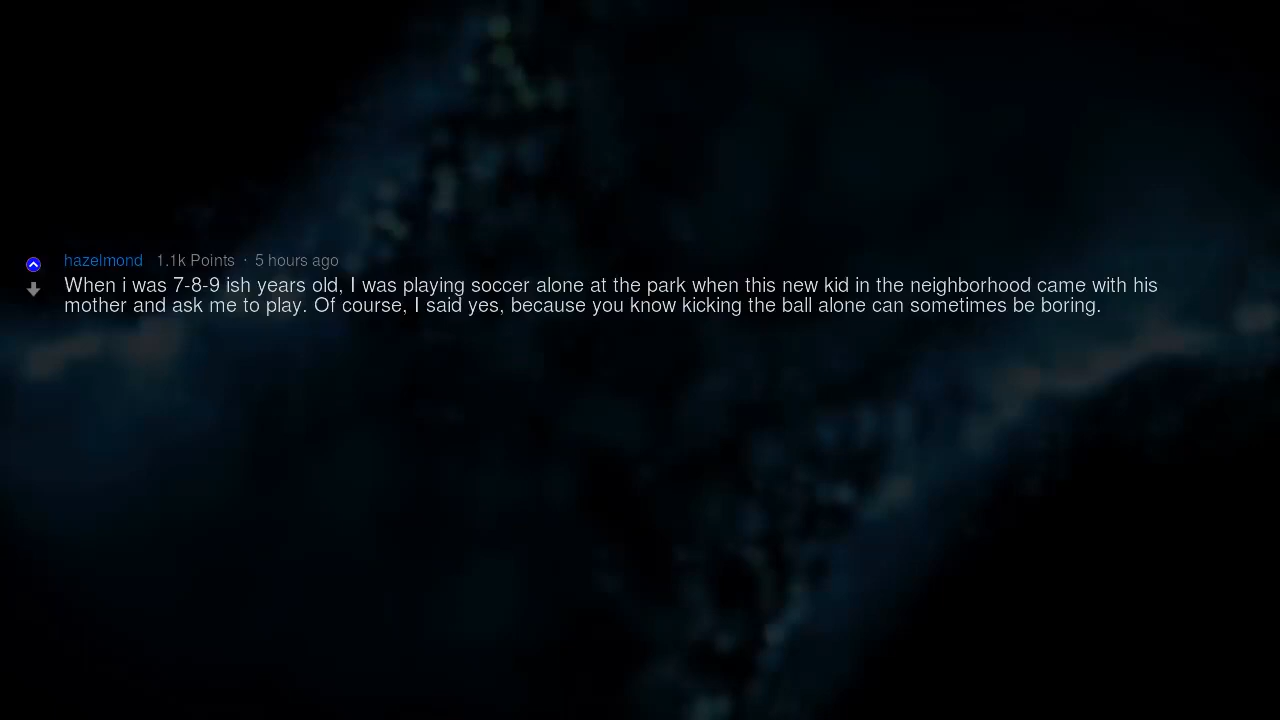 hazelmond 1.1k Points · 5 hours ago
When i was 7-8-9 ish years old, I was playing soccer alone at the park when this new kid in the neighborhood came with his
mother and ask me to play. Of course, I said yes, because you know kicking the ball alone can sometimes be boring.